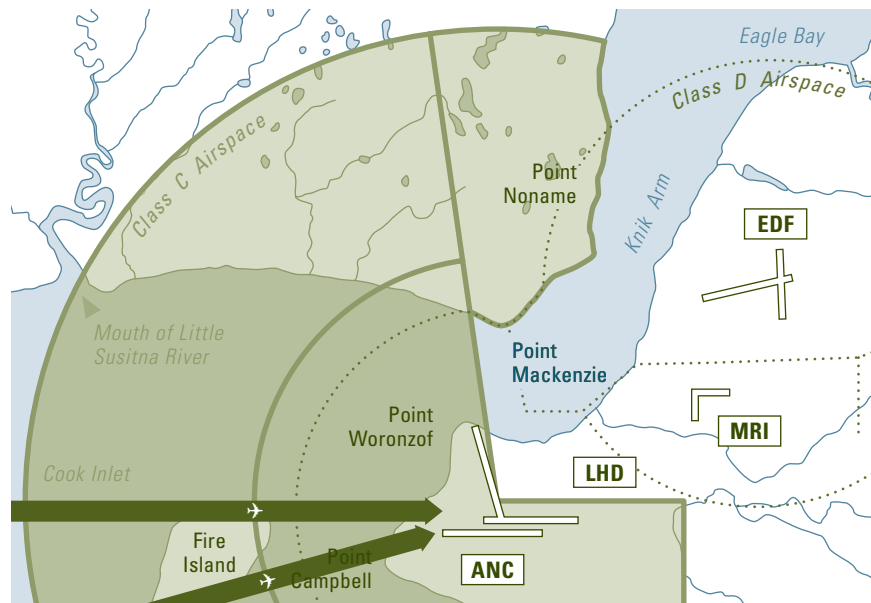 Eagle Bay
Class D Airspace
Class C Airspace
Point
Noname
Knik Arm
EDF
Mouth of Little
Susitna River
Point
Mackenzie
Point
Woronzof
MRI
Cook Inlet
LHD
Fire
Island
Point
Campbell
ANC